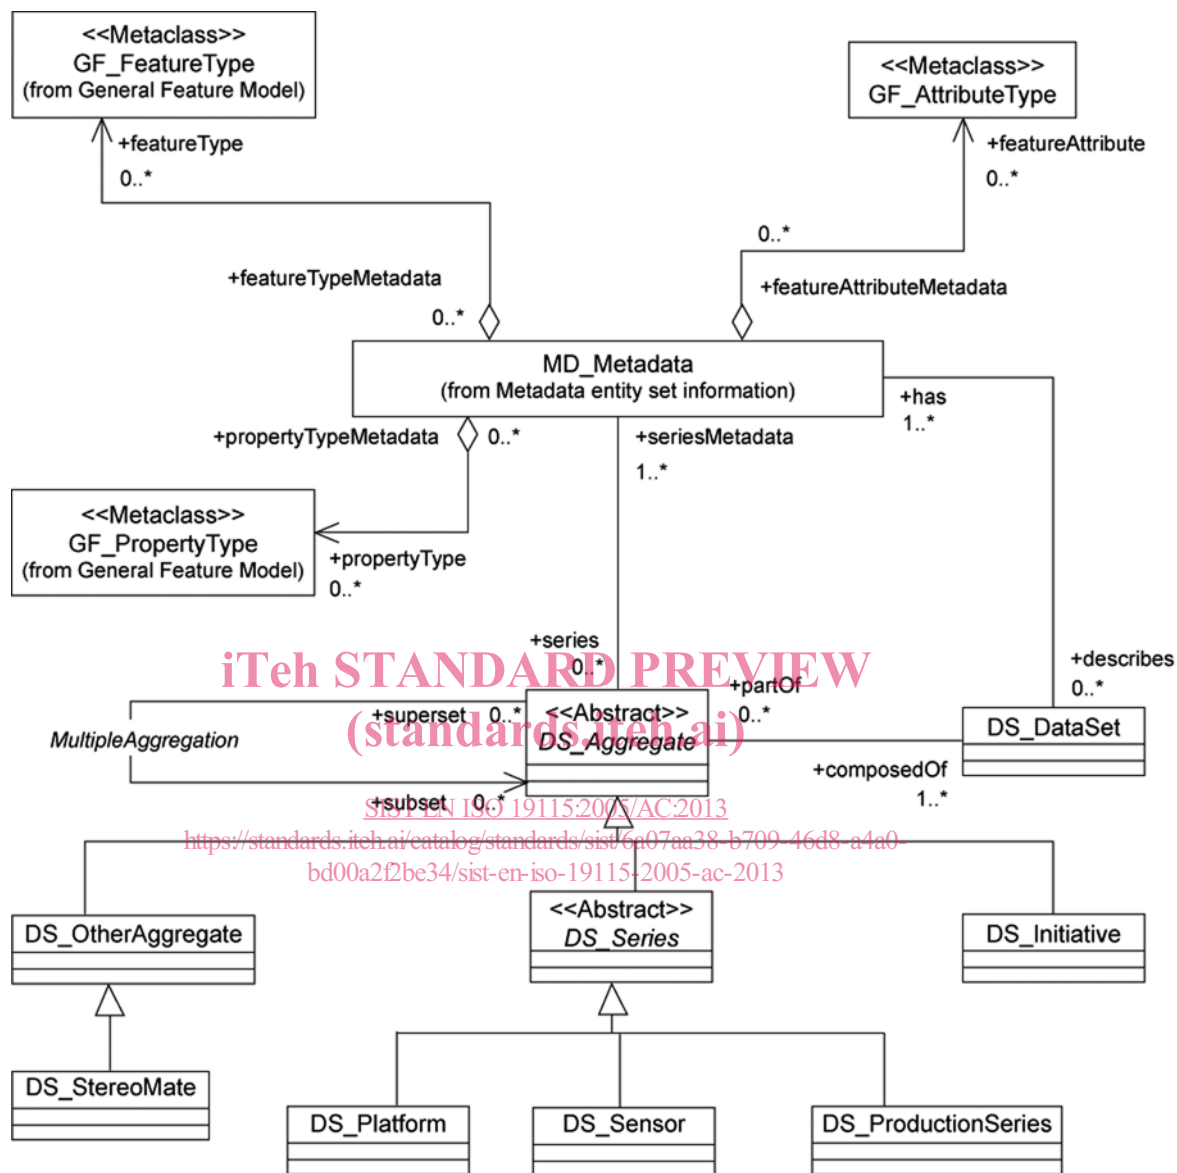 <<Metaclass>>
GF_FeatureType
(from General Feature Model)
<<Metaclass>>
GF_AttributeType
+featureType
0..*
+featureAttribute
0..*
0..*
+featureTypeMetadata
+featureAttributeMetadata
0..*
MD_Metadata
(from Metadata entity set information)
+has
1..*
+propertyTypeMetadata
0..*
+seriesMetadata
1..*
<<Metaclass>>
GF_PropertyType
(from General Feature Model)
+propertyType
0..*
+series
0..*
iTeh STANDARD PREVIEW
(standards.iteh.ai)
+describes
0..*
+partOf
0..*
+superset 0..*
MultipleAggregation
<<Abstract>>
DS_Aggregate
DS_DataSet
+composedOf
1..*
+subset 0..*
SIST EN ISO 19115:2005/AC:2013
https://standards.iteh.ai/catalog/standards/sist/6a07aa38-b709-46d8-a4a0-
bd00a2f2be34/sist-en-iso-19115-2005-ac-2013
DS_OtherAggregate
<<Abstract>>
DS_Series
DS_Initiative
DS_StereoMate
DS_Platform
DS_Sensor
DS_ProductionSeries